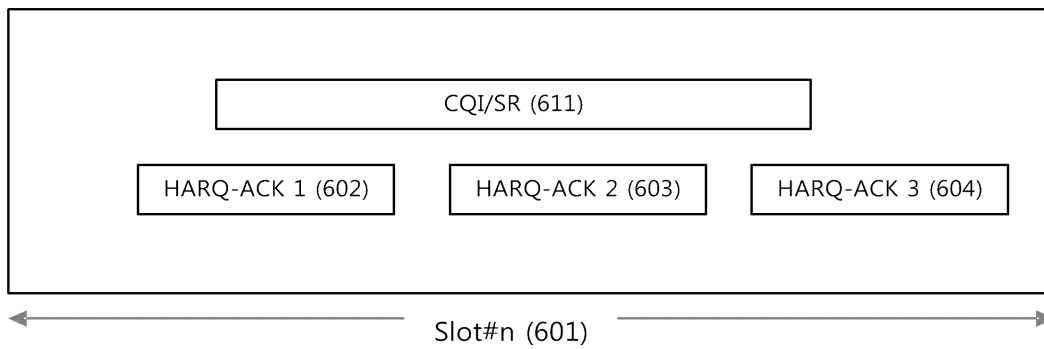 CQI/SR (611)
HARQ-ACK 1 (602)
HARQ-ACK 2 (603)
HARQ-ACK 3 (604)
Slot#n (601)